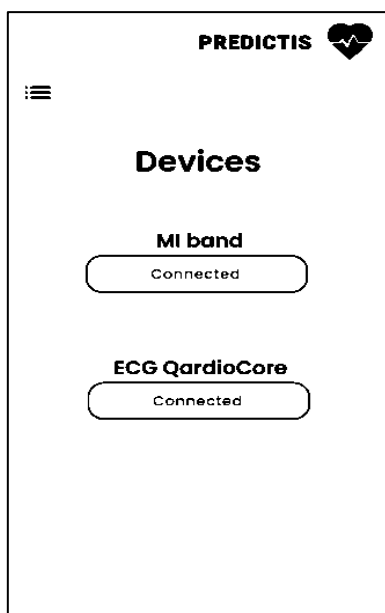 PREDICTIS
Devices
MI band
Connected
ECG QardioCore
Connected